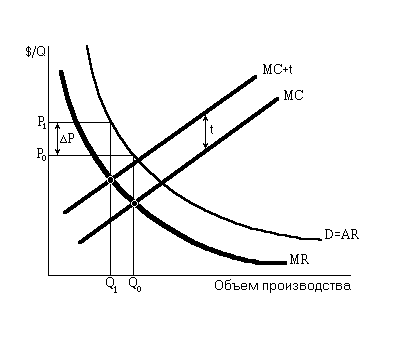 $/Q
MC+t
MC
P₁
ΔP
t
P₀
D=AR
MR
Q₁ Q₀ Объем производства